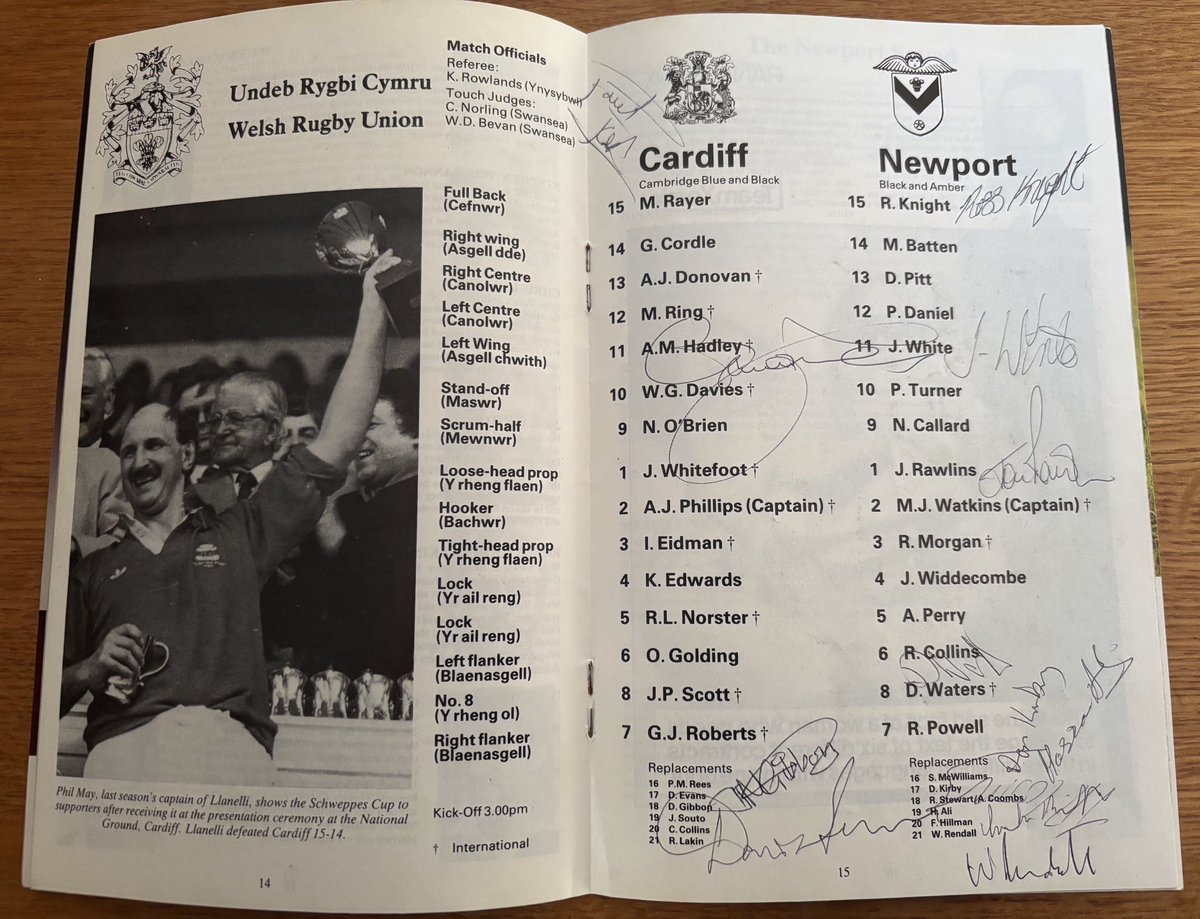 Undeb Rygbi Cymru
Welsh Rugby Union
Match Officials
Referee:
K. Rowlands (Ynysybwl)
Touch Judges:
C. Norling (Swansea)
W.D. Bevan (Swansea)
Full Back
(Cefnwr)
Right wing
(Asgell dde)
Right Centre
(Canolwr)
Left Centre
(Canolwr)
Left Wing
(Asgell chwith)
Stand-off
(Maswr)
Scrum-half
(Mewnwr)
Loose-head prop
(Y rheng flaen)
Hooker
(Bachwr)
Tight-head prop
(Y rheng flaen)
Lock
(Yr ail reng)
Lock
(Yr ail reng)
Left flanker
(Blaenasgell)
No. 8
(Y rheng ol)
Right flanker
(Blaenasgell)
Kick-Off 3.00pm
† International
Phil May, last season's captain of Llanelli, shows the Schweppes Cup to
supporters after receiving it at the presentation ceremony at the National
Ground, Cardiff. Llanelli defeated Cardiff 15-14.
14
Cardiff
Cambridge Blue and Black
15 M. Rayer
14 G. Cordle
13 A.J. Donovan †
12 M. Ring †
11 A.M. Hadley †
10 W.G. Davies †
9 N. O'Brien
1 J. Whitefoot †
2 A.J. Phillips (Captain) †
3 I. Eidman †
4 K. Edwards
5 R.L. Norster †
6 O. Golding
8 J.P. Scott †
7 G.J. Roberts †
Replacements
16 P.M. Rees
17 D. Evans
18 D. Gibbon
19 J. Souto
20 C. Collins
21 R. Lakin
Newport
Black and Amber
15 R. Knight
Ross Knight
14 M. Batten
13 D. Pitt
12 P. Daniel
11 J. White
J. White
10 P. Turner
9 N. Callard
1 J. Rawlins
2 M.J. Watkins (Captain) †
3 R. Morgan †
4 J. Widdecombe
5 A. Perry
6 R. Collins
8 D. Waters †
7 R. Powell
Replacements
16 S. McWilliams
17 D. Kirby
18 R. Stewart/A. Coombs
19 H. Ali
20 F. Hillman
21 W. Rendall
15